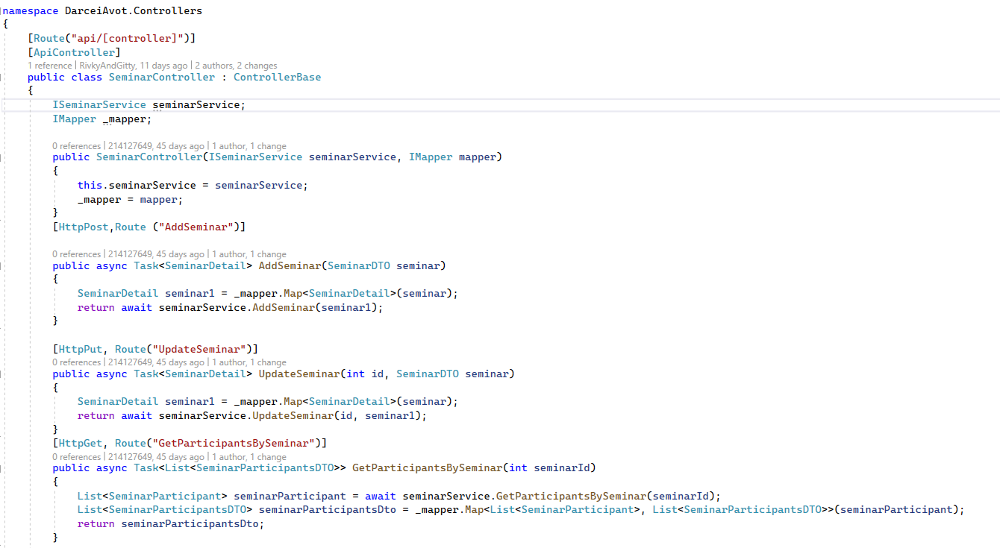 namespace DarceiAvot.Controllers
{
[Route("api/[controller]")]
[ApiController]
1 reference | RivkyAndGitty, 11 days ago | 2 authors, 2 changes
public class SeminarController : ControllerBase
{
ISeminarService seminarService;
IMapper _mapper;
0 references | 214127649, 45 days ago | 1 author, 1 change
public SeminarController(ISeminarService seminarService, IMapper mapper)
{
this.seminarService = seminarService;
_mapper = mapper;
}
[HttpPost,Route ("AddSeminar")]
0 references | 214127649, 45 days ago | 1 author, 1 change
public async Task<SeminarDetail> AddSeminar(SeminarDTO seminar)
{
SeminarDetail seminar1 = _mapper.Map<SeminarDetail>(seminar);
return await seminarService.AddSeminar(seminar1);
}
[HttpPut, Route("UpdateSeminar")]
0 references | 214127649, 45 days ago | 1 author, 1 change
public async Task<SeminarDetail> UpdateSeminar(int id, SeminarDTO seminar)
{
SeminarDetail seminar1 = _mapper.Map<SeminarDetail>(seminar);
return await seminarService.UpdateSeminar(id, seminar1);
}
[HttpGet, Route("GetParticipantsBySeminar")]
0 references | 214127649, 45 days ago | 1 author, 1 change
public async Task<List<SeminarParticipantsDTO>> GetParticipantsBySeminar(int seminarId)
{
List<SeminarParticipant> seminarParticipant = await seminarService.GetParticipantsBySeminar(seminarId);
List<SeminarParticipantsDTO> seminarParticipantsDto = _mapper.Map<List<SeminarParticipant>, List<SeminarParticipantsDTO>>(seminarParticipant);
return seminarParticipantsDto;
}